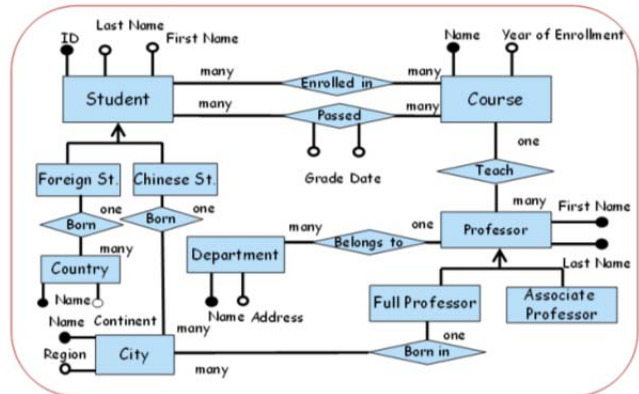 Last Name
ID
First Name
Name
Year of Enrollment
many
Enrolled in
many
Student
Course
many
Passed
many
one
Grade Date
Teach
Foreign St.
Chinese St.
many
First Name
one
one
Born
Born
many
one
Professor
Department
Belongs to
many
Country
Last Name
Name
Full Professor
Associate
Professor
Name Address
Name Continent
many
one
Region
City
Born in
many